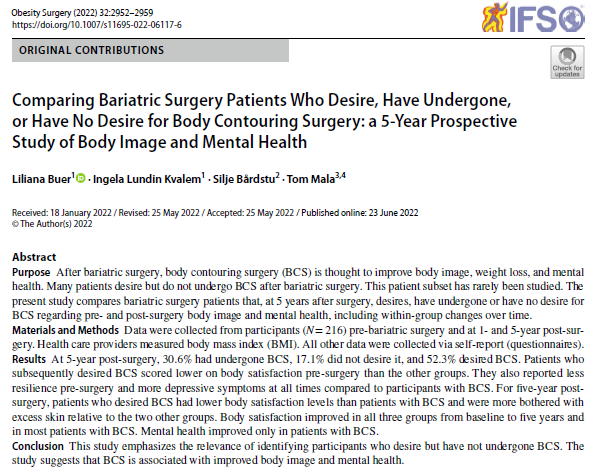 Obesity Surgery (2022) 32:2952–2959
https://doi.org/10.1007/s11695-022-06117-6
IFSO
ORIGINAL CONTRIBUTIONS
Check for
updates
Comparing Bariatric Surgery Patients Who Desire, Have Undergone,
or Have No Desire for Body Contouring Surgery: a 5-Year Prospective
Study of Body Image and Mental Health
Liliana Buer1 · Ingela Lundin Kvalem1 · Silje Bårdstu2 · Tom Mala3,4
Received: 18 January 2022 / Revised: 25 May 2022 / Accepted: 25 May 2022 / Published online: 23 June 2022
© The Author(s) 2022
Abstract
Purpose After bariatric surgery, body contouring surgery (BCS) is thought to improve body image, weight loss, and mental
health. Many patients desire but do not undergo BCS after bariatric surgery. This patient subset has rarely been studied. The
present study compares bariatric surgery patients that, at 5 years after surgery, desires, have undergone or have no desire for
BCS regarding pre- and post-surgery body image and mental health, including within-group changes over time.
Materials and Methods Data were collected from participants (N = 216) pre-bariatric surgery and at 1- and 5-year post-sur-
gery. Health care providers measured body mass index (BMI). All other data were collected via self-report (questionnaires).
Results At 5-year post-surgery, 30.6% had undergone BCS, 17.1% did not desire it, and 52.3% desired BCS. Patients who
subsequently desired BCS scored lower on body satisfaction pre-surgery than the other groups. They also reported less
resilience pre-surgery and more depressive symptoms at all times compared to participants with BCS. For five-year post-
surgery, patients who desired BCS had lower body satisfaction levels than patients with BCS and were more bothered with
excess skin relative to the two other groups. Body satisfaction improved in all three groups from baseline to five years and
in most patients with BCS. Mental health improved only in patients with BCS.
Conclusion This study emphasizes the relevance of identifying participants who desire but have not undergone BCS. The
study suggests that BCS is associated with improved body image and mental health.